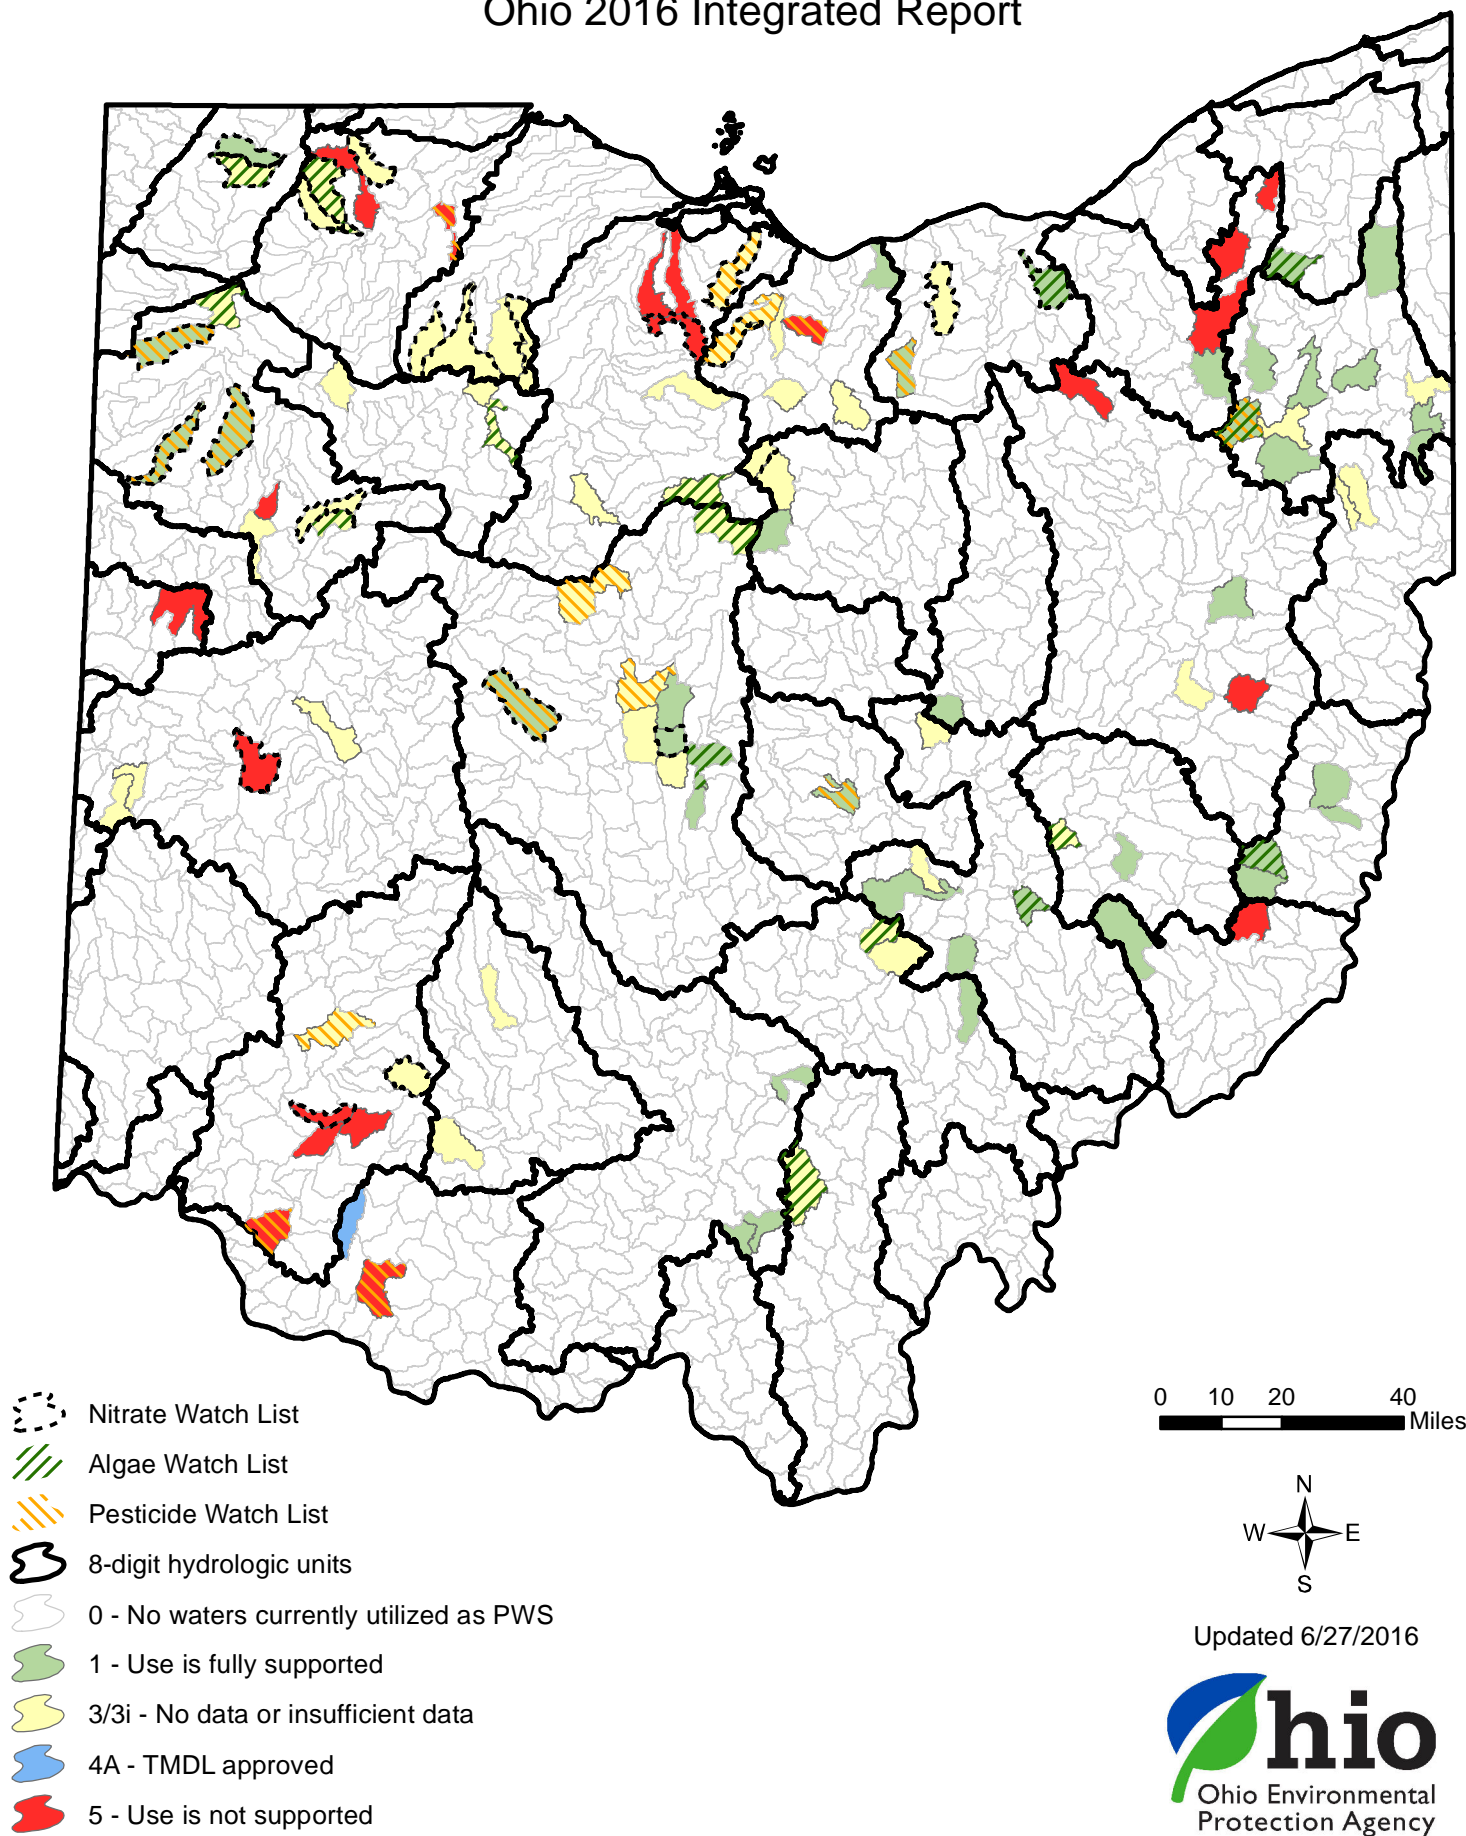 Ohio 2016 Integrated Report
Nitrate Watch List
Algae Watch List
Pesticide Watch List
8-digit hydrologic units
0 - No waters currently utilized as PWS
1 - Use is fully supported
3/3i - No data or insufficient data
4A - TMDL approved
5 - Use is not supported
0 10 20 40
Miles
N
W E
S
Updated 6/27/2016
Ohio
Ohio Environmental
Protection Agency